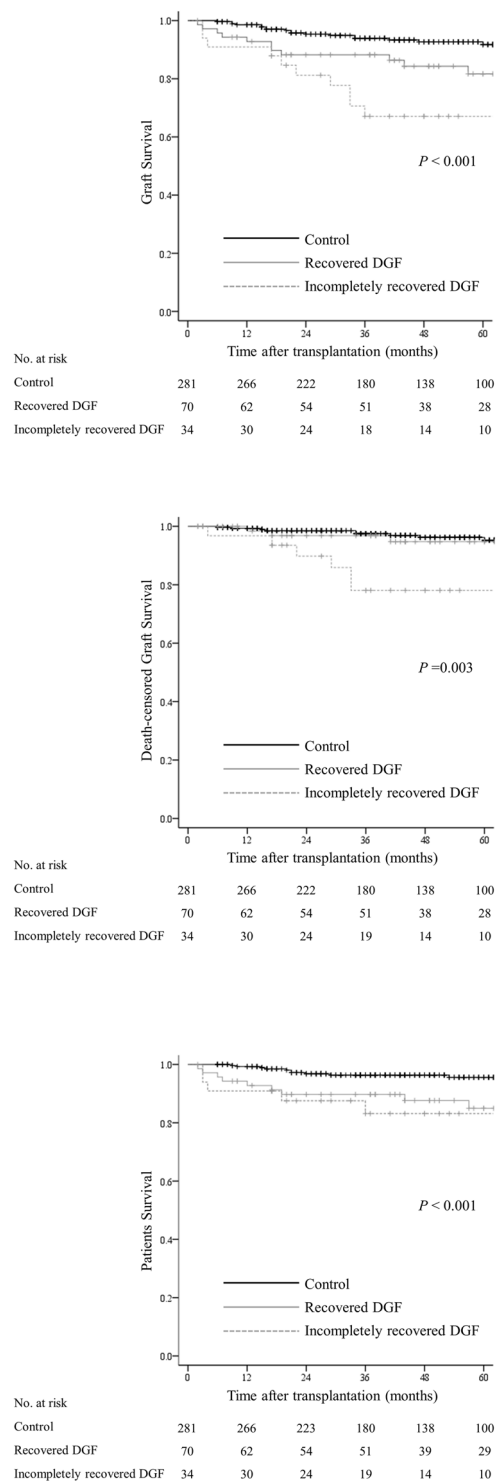 1.0
0.8
0.6
0.4
0.2
0.0
Graft Survival
P < 0.001
Control
Recovered DGF
Incompletely recovered DGF
0 12 24 36 48 60
Time after transplantation (months)
No. at risk
Control 281 266 222 180 138 100
Recovered DGF 70 62 54 51 38 28
Incompletely recovered DGF 34 30 24 18 14 10
1.0
0.8
0.6
0.4
0.2
0.0
Death-censored Graft Survival
P =0.003
Control
Recovered DGF
Incompletely recovered DGF
0 12 24 36 48 60
Time after transplantation (months)
No. at risk
Control 281 266 222 180 138 100
Recovered DGF 70 62 54 51 38 28
Incompletely recovered DGF 34 30 24 19 14 10
1.0
0.8
0.6
0.4
0.2
0.0
Patients Survival
P < 0.001
Control
Recovered DGF
Incompletely recovered DGF
0 12 24 36 48 60
Time after transplantation (months)
No. at risk
Control 281 266 223 180 138 100
Recovered DGF 70 62 54 51 39 29
Incompletely recovered DGF 34 30 24 19 14 10